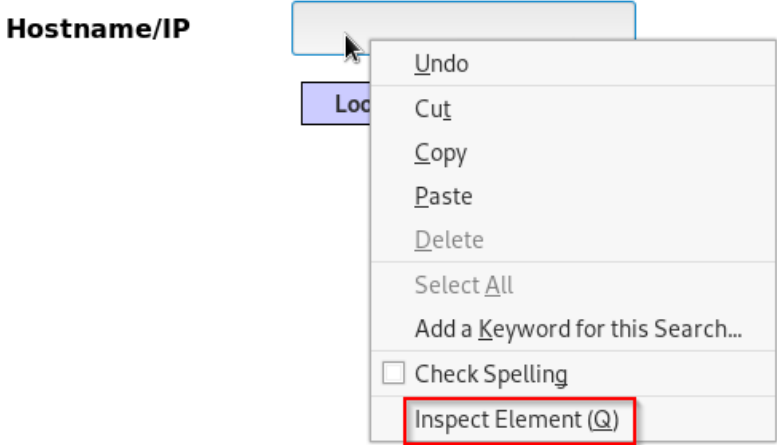 Hostname/IP
Loo
Undo
Cut
Copy
Paste
Delete
Select All
Add a Keyword for this Search...
Check Spelling
Inspect Element (Q)